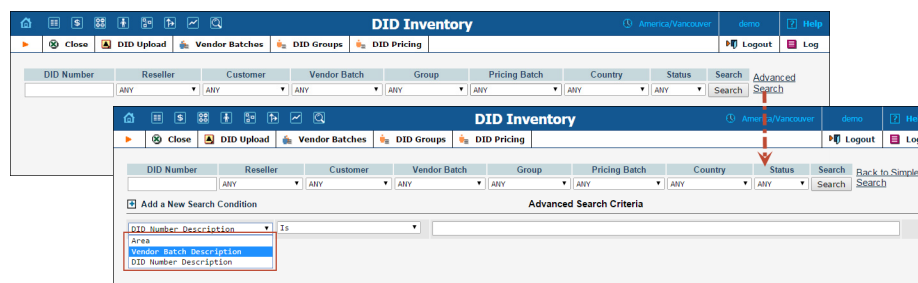 DID Inventory America/Vancouver demo ? Help
Close DID Upload Vendor Batches DID Groups DID Pricing Logout Log
DID Number Reseller Customer Vendor Batch Group Pricing Batch Country Status Search Advanced Search
ANY ANY ANY ANY ANY ANY ANY Search
DID Inventory America/Vancouver demo ? He
Close DID Upload Vendor Batches DID Groups DID Pricing Logout Lo
DID Number Reseller Customer Vendor Batch Group Pricing Batch Country Status Search Back to Simple Search
ANY ANY ANY ANY ANY ANY ANY Search
Add a New Search Condition Advanced Search Criteria
DID Number Description Is
Area
Vendor Batch Description
DID Number Description